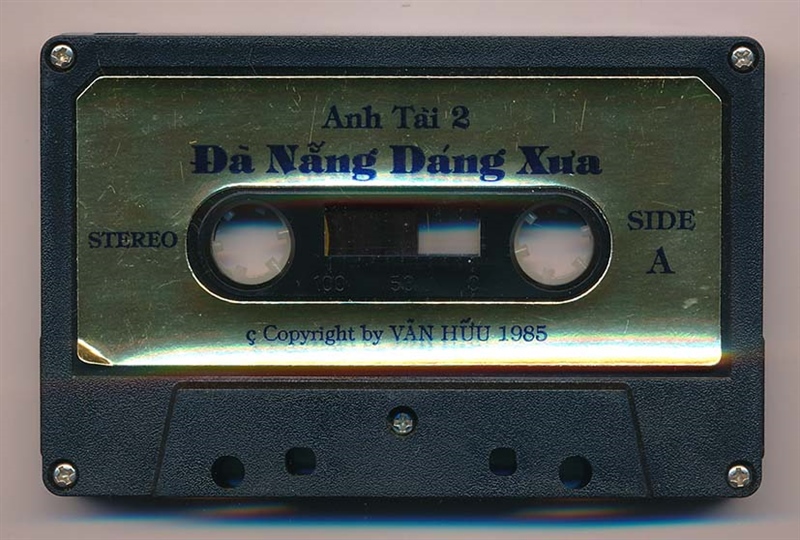 Anh Tài 2
Đà Nẵng Dáng Xưa
STEREO
SIDE
A
100 50 0
ç Copyright by VĂN HỮU 1985